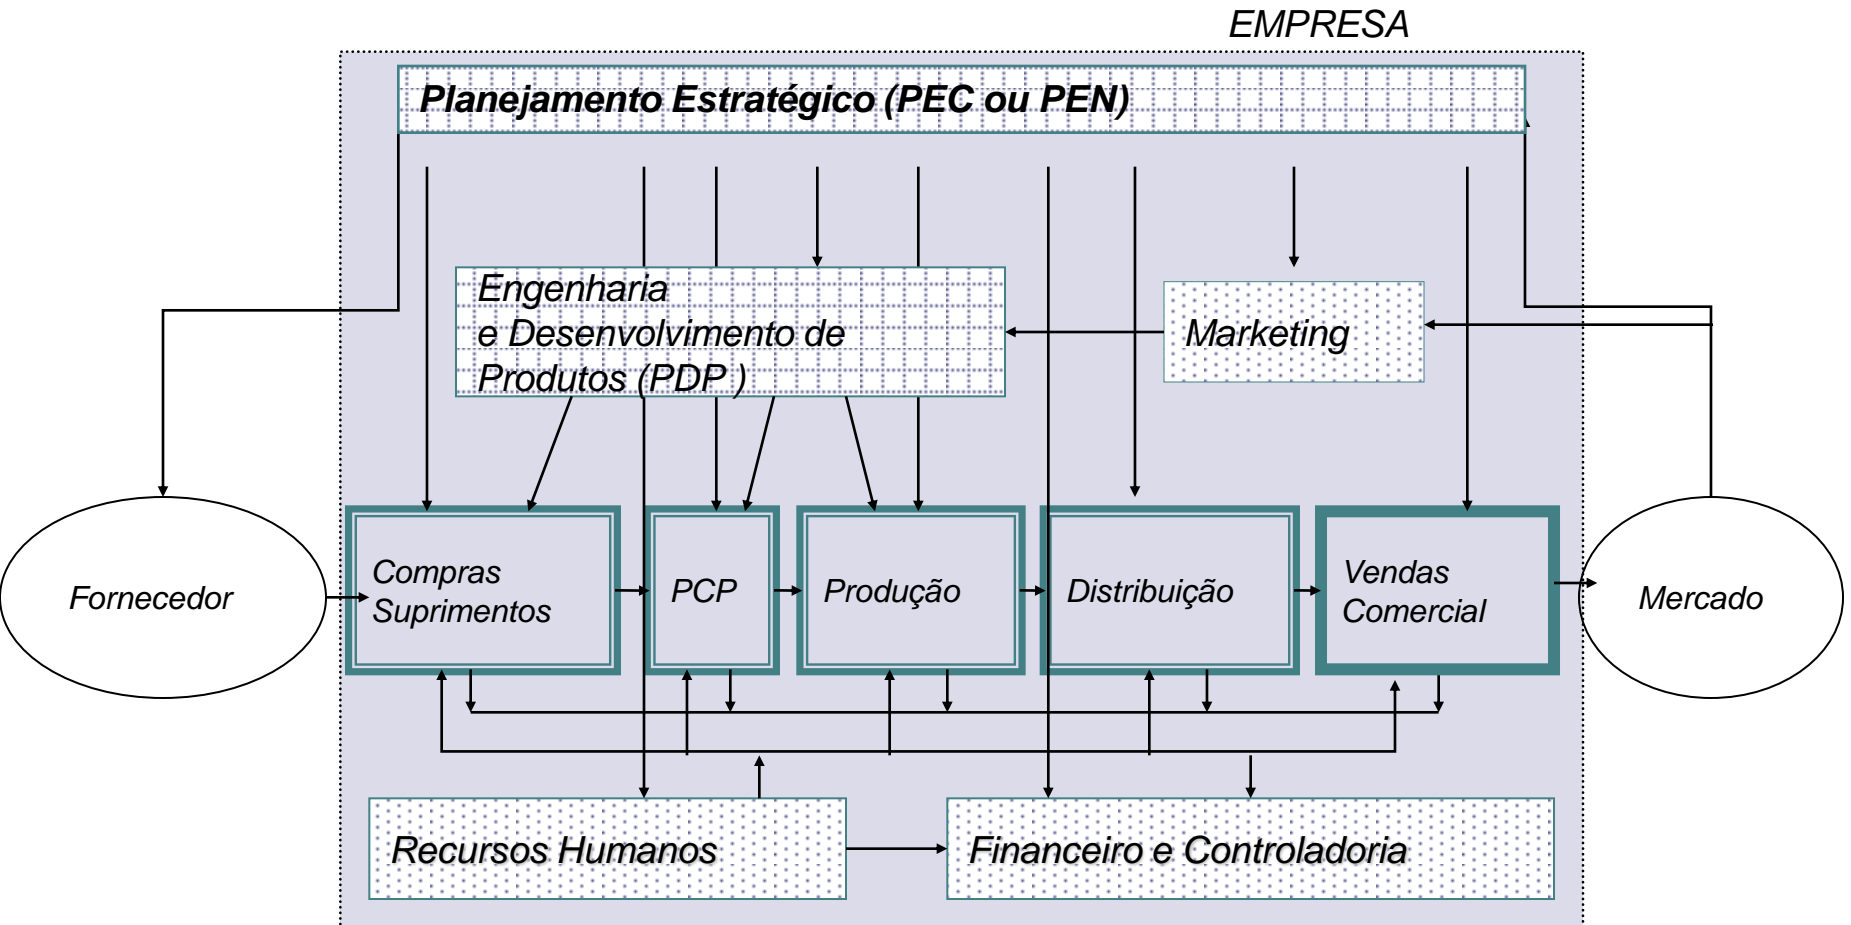 EMPRESA
Planejamento Estratégico (PEC ou PEN)
Engenharia
e Desenvolvimento de
Produtos (PDP )
Marketing
Fornecedor
Compras
Suprimentos
PCP
Produção
Distribuição
Vendas
Comercial
Mercado
Recursos Humanos
Financeiro e Controladoria